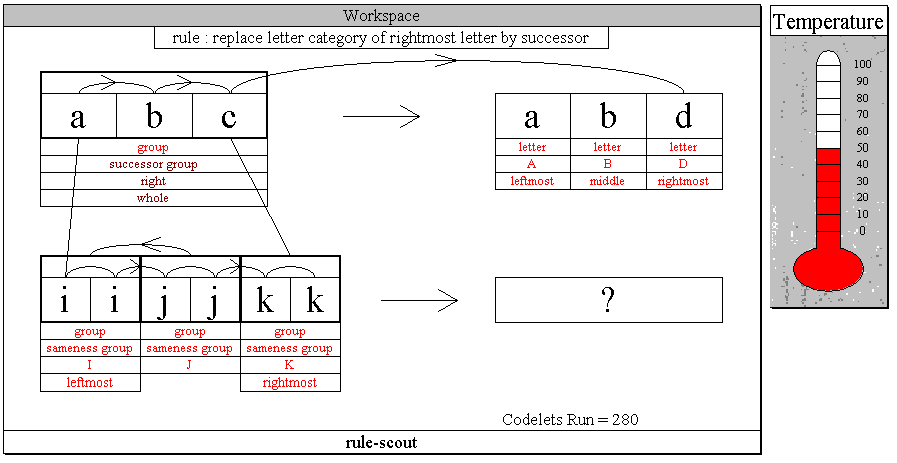 Workspace
rule : replace letter category of rightmost letter by successor
Temperature
100
90
80
70
60
50
40
30
20
10
0
a b c
group
successor group
right
whole
a b d
letter letter letter
A B D
leftmost middle rightmost
i i j j k k
group group group
sameness group sameness group sameness group
I J K
leftmost rightmost
?
Codelets Run = 280
rule-scout